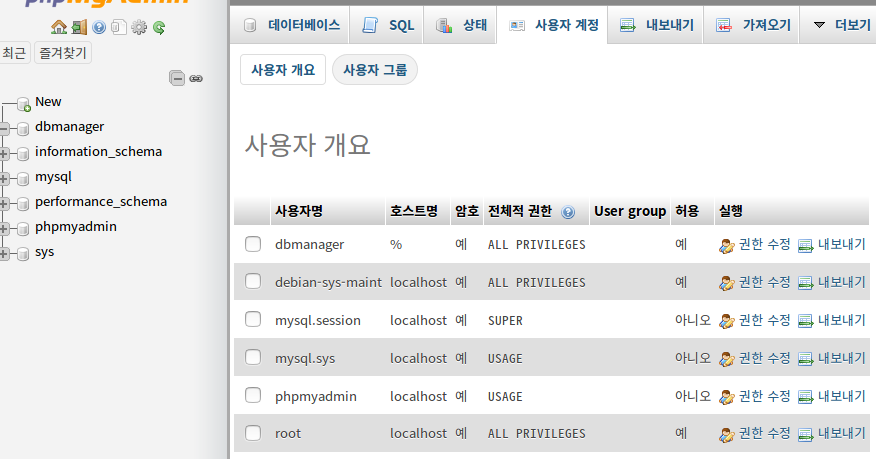 phpMyAdmin
최근 즐겨찾기
New
dbmanager
information_schema
mysql
performance_schema
phpmyadmin
sys
데이터베이스 SQL 상태 사용자 계정 내보내기 가져오기 더보기
사용자 개요 사용자 그룹
사용자 개요
사용자명 호스트명 암호 전체적 권한 User group 허용 실행
dbmanager % 예 ALL PRIVILEGES 예 권한 수정 내보내기
debian-sys-maint localhost 예 ALL PRIVILEGES 예 권한 수정 내보내기
mysql.session localhost 예 SUPER 아니오 권한 수정 내보내기
mysql.sys localhost 예 USAGE 아니오 권한 수정 내보내기
phpmyadmin localhost 예 USAGE 아니오 권한 수정 내보내기
root localhost 예 ALL PRIVILEGES 예 권한 수정 내보내기